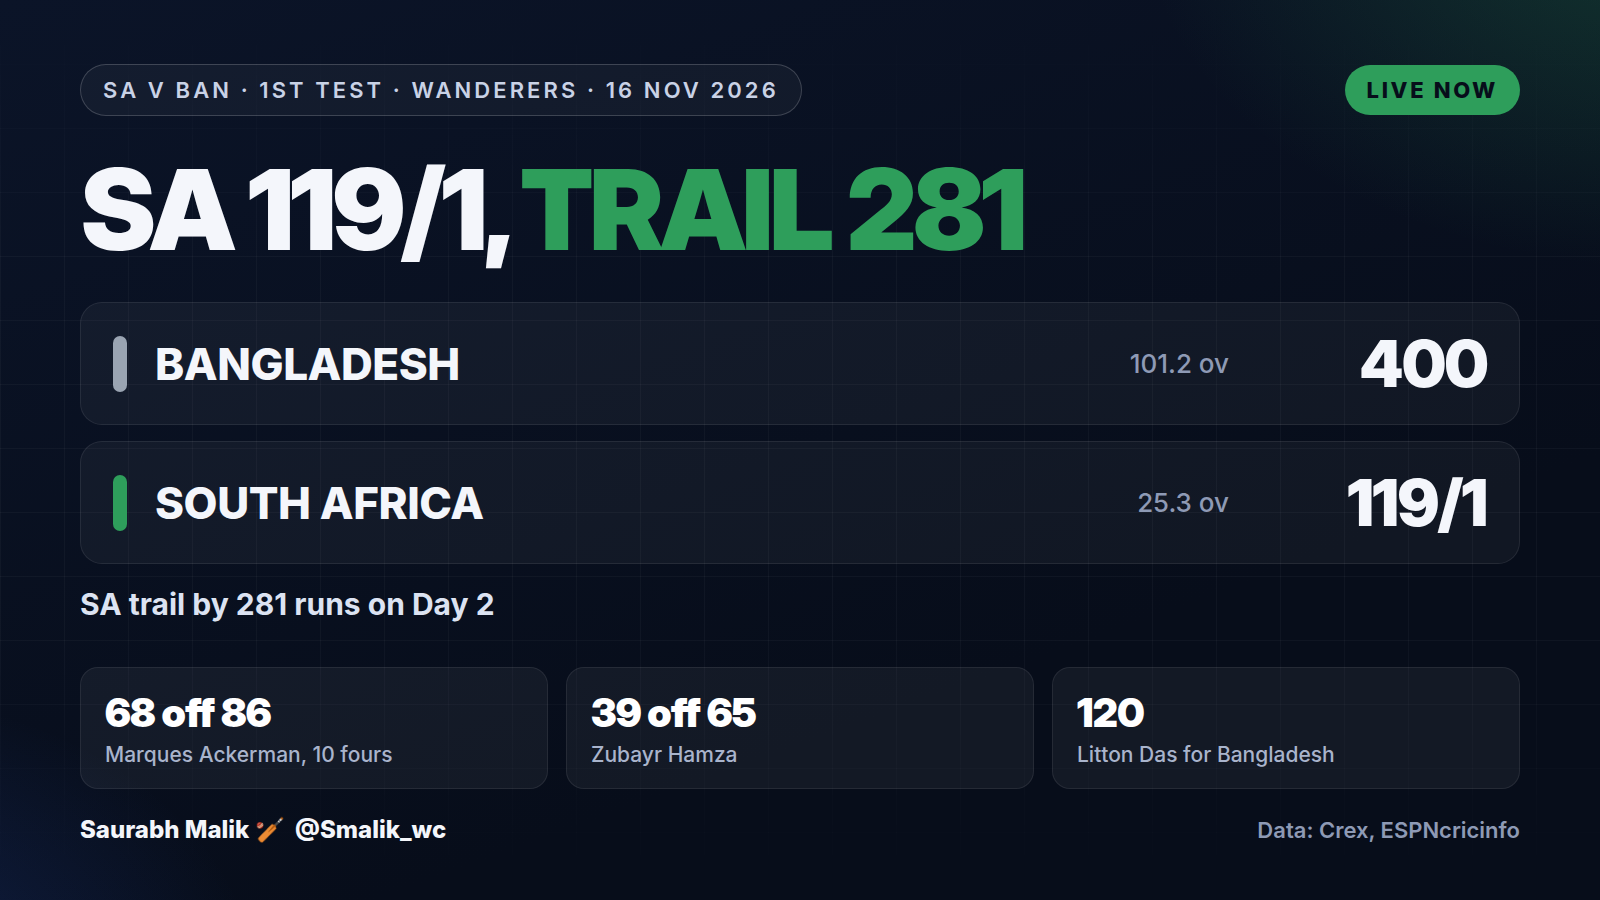 SA V BAN · 1ST TEST · WANDERERS · 16 NOV 2026
LIVE NOW
SA 119/1, TRAIL 281
BANGLADESH 101.2 ov 400
SOUTH AFRICA 25.3 ov 119/1
SA trail by 281 runs on Day 2
68 off 86
Marques Ackerman, 10 fours
39 off 65
Zubayr Hamza
120
Litton Das for Bangladesh
Saurabh Malik 🏏 @Smalik_wc
Data: Crex, ESPNcricinfo